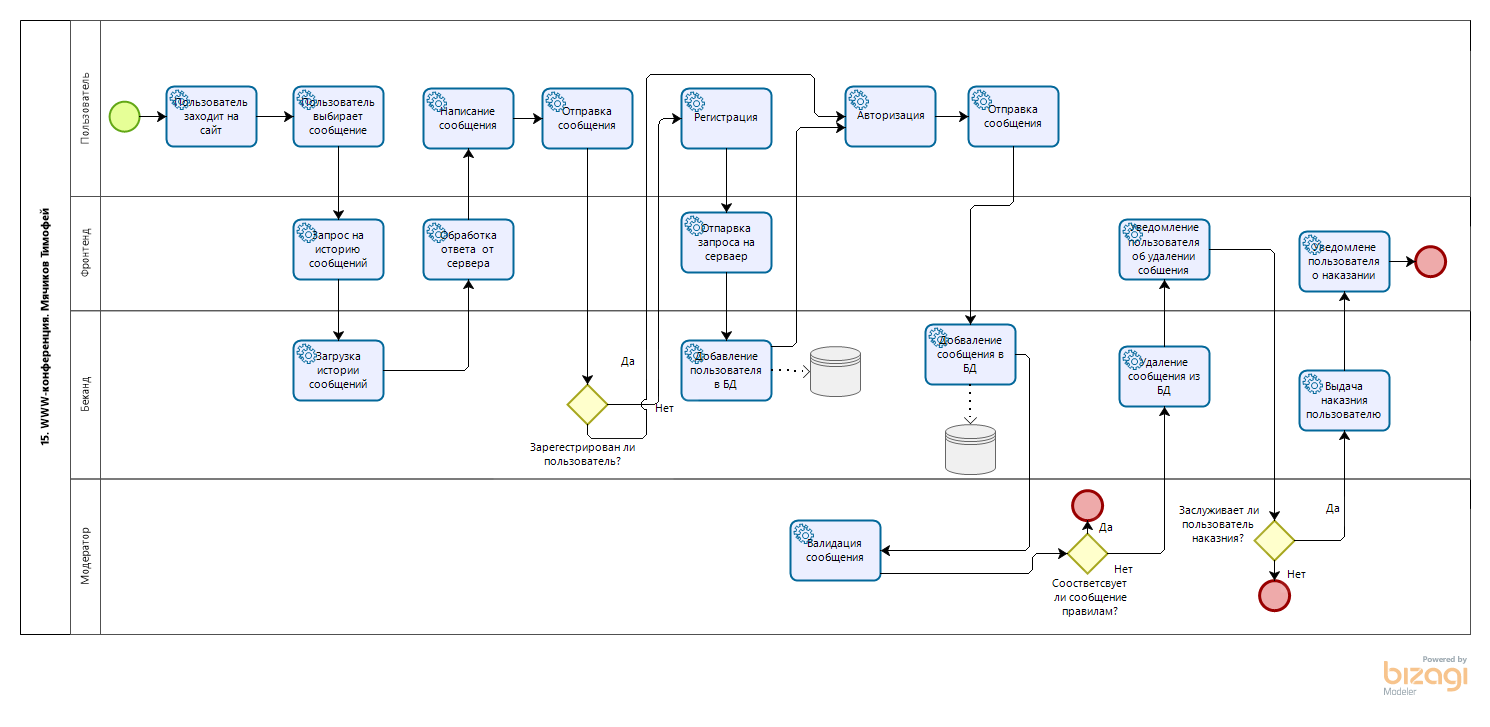 15. WWW-конференция. Мячиков Тимофей
Пользователь
Пользователь
заходит на
сайт
Пользователь
выбирает
сообщение
Написание
сообщения
Отправка
сообщения
Регистрация
Авторизация
Отправка
сообщения
Фронтенд
Запрос на
историю
сообщений
Обработка
ответа от
сервера
Отпарвка
запроса на
серваер
Уведомление
пользователя
об удалении
собщения
Уведомлене
пользователя
о наказании
Беканд
Загрузка
истории
сообщений
Да
Нет
Зарегестрирован ли
пользователь?
Добавление
пользователя
в БД
Добваление
сообщения в
БД
Удаление
сообщения из
БД
Выдача
наказния
пользователю
Модератор
Валидация
сообщения
Да
Нет
Соостветсвует
ли сообщение
правилам?
Заслуживает ли
пользователь
наказния?
Да
Нет
Powered by
bizagi
Modeler